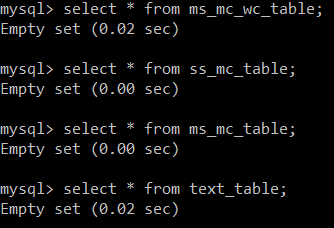 mysql> select * from ms_mc_wc_table;
Empty set (0.02 sec)
mysql> select * from ss_mc_table;
Empty set (0.00 sec)
mysql> select * from ms_mc_table;
Empty set (0.00 sec)
mysql> select * from text_table;
Empty set (0.02 sec)